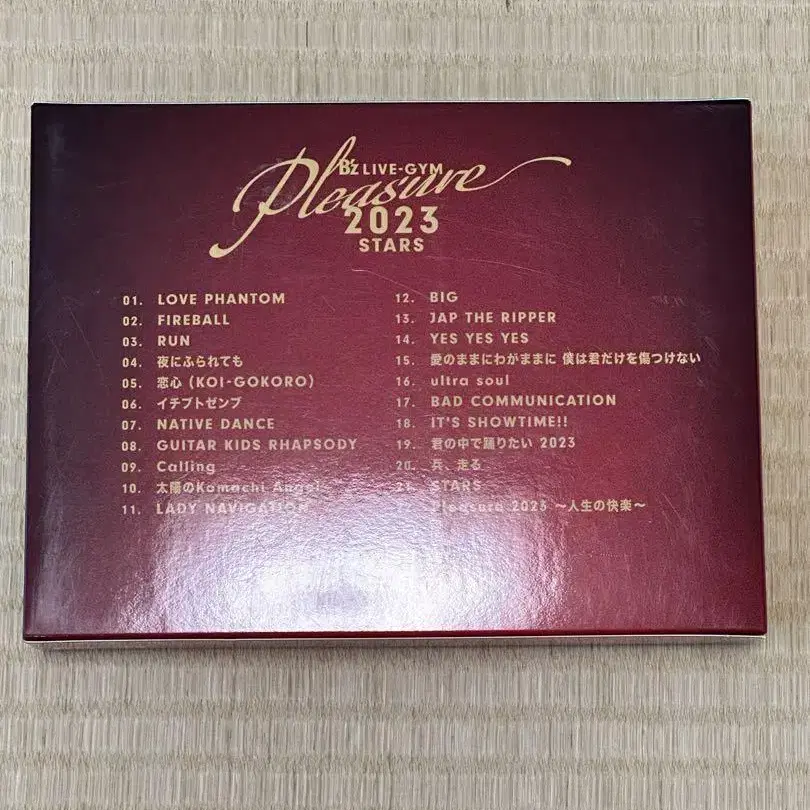 B'z LIVE-GYM
Pleasure
2023
STARS
01. LOVE PHANTOM
02. FIREBALL
03. RUN
04. 夜にふられても
05. 恋心 (KOI-GOKORO)
06. イチブトゼンブ
07. NATIVE DANCE
08. GUITAR KIDS RHAPSODY
09. Calling
10. 太陽のKomachi Angel
11. LADY NAVIGATION
12. BIG
13. JAP THE RIPPER
14. YES YES YES
15. 愛のままにわがままに 僕は君だけを傷つけない
16. ultra soul
17. BAD COMMUNICATION
18. IT'S SHOWTIME!!
19. 君の中で踊りたい 2023
20. 兵、走る
21. STARS
Pleasure 2023 〜人生の快楽〜